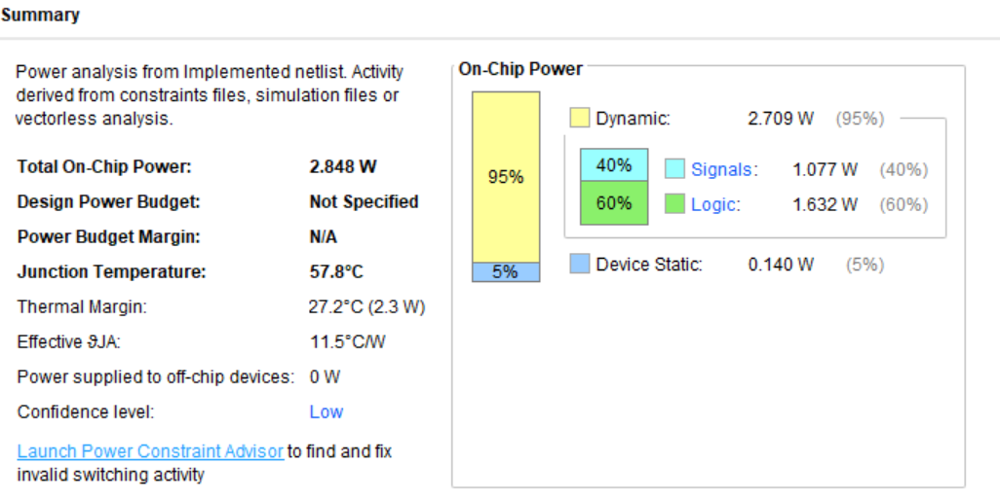 Summary
Power analysis from Implemented netlist. Activity
derived from constraints files, simulation files or
vectorless analysis.
Total On-Chip Power: 2.848 W
Design Power Budget: Not Specified
Power Budget Margin: N/A
Junction Temperature: 57.8°C
Thermal Margin: 27.2°C (2.3 W)
Effective ϑJA: 11.5°C/W
Power supplied to off-chip devices: 0 W
Confidence level: Low
Launch Power Constraint Advisor to find and fix
invalid switching activity
On-Chip Power
95%
5%
Dynamic: 2.709 W (95%)
40%
60%
Signals: 1.077 W (40%)
Logic: 1.632 W (60%)
Device Static: 0.140 W (5%)